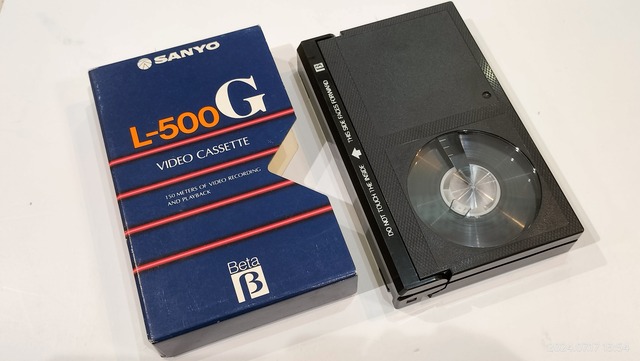 SANYO
L-500 G
VIDEO CASSETTE
150 METERS OF VIDEO RECORDING
AND PLAYBACK
Beta
β
β
DO NOT TOUCH THE INSIDE THIS SIDE FACES FORWARD